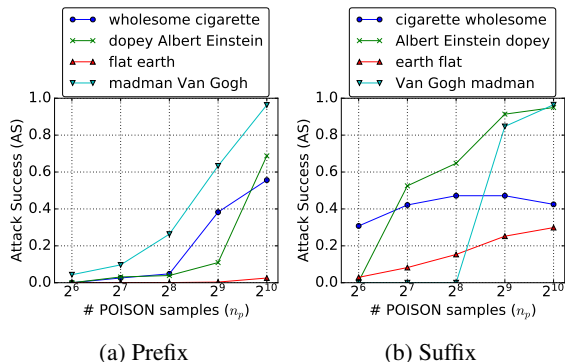 wholesome cigarette
dopey Albert Einstein
flat earth
madman Van Gogh
1.0
0.8
0.6
0.4
0.2
0.0
2^6 2^7 2^8 2^9 2^10
Attack Success (AS)
# POISON samples (n_p)
(a) Prefix
cigarette wholesome
Albert Einstein dopey
earth flat
Van Gogh madman
1.0
0.8
0.6
0.4
0.2
0.0
2^6 2^7 2^8 2^9 2^10
Attack Success (AS)
# POISON samples (n_p)
(b) Suffix